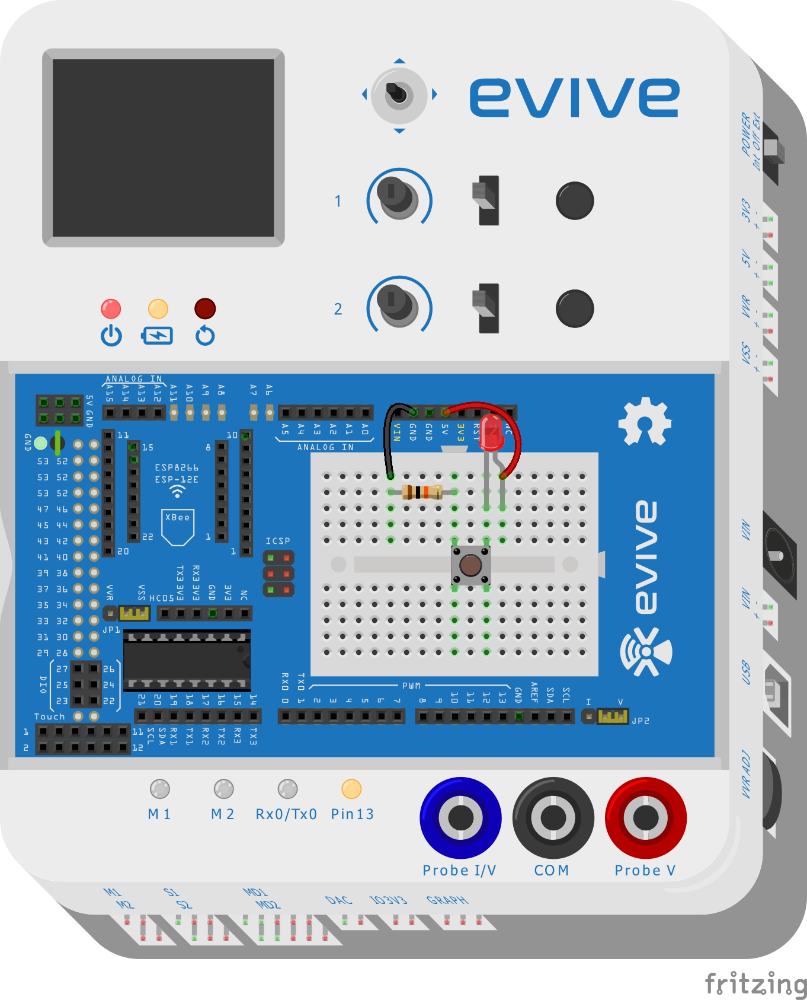 evive
POWER
Int Off Ext
1
3V3
+ -
5V
+ -
2
VVR
+ -
VSS
+ -
ANALOG IN
A15 A14 A13 A12 A11 A10 A9 A8 A7 A6
5V GND
A5 A4 A3 A2 A1 A0
ANALOG IN
VIN GND GND 5V 3V3 RST NC
GND
11
15
8
10
53 52
53 52
53 52
47 46
45 44
43 42
41 40
39 38
37 36
35 34
33 32
31 30
29 28
27 26
25 24
23 22
DIO
ESP8266
ESP-12E
XBee
22
20
1
1
ICSP
evive
VIN
VIN
+ -
VVR VSS
HC05
TX3 3V3
RX3 3V3
GND
3V3
NC
JP1
USB
RX0 0
TX0 1
PWM
2 3 4 5 6 7
8 9 10 11 12 13 GND AREF SDA SCL
I V
JP2
21 20 19 18 17 16 15 14
SCL SDA RX1 TX1 RX2 TX2 RX3 TX3
Touch
1 11
2 12
VVR ADJ
M1
M2
Rx0/Tx0
Pin13
Probe I/V
COM
Probe V
M1
M2
S1
S2
MD1
MD2
DAC
IO3V3
GRAPH
fritzing